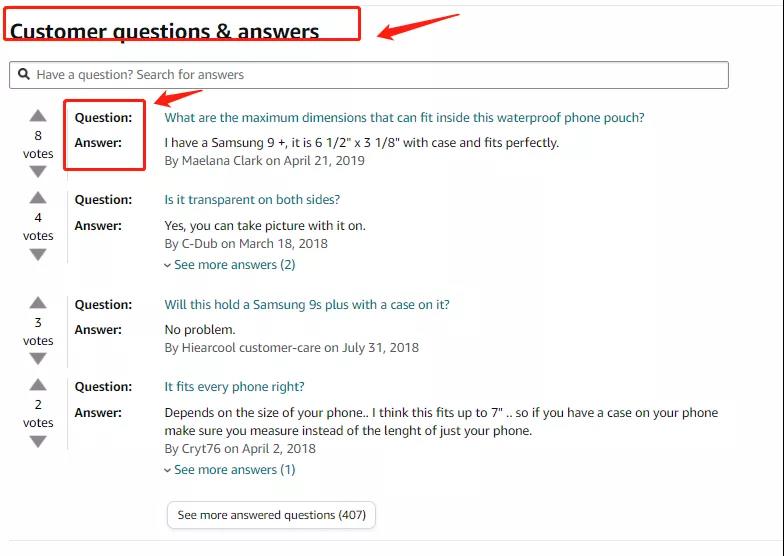 Customer questions & answers
Have a question? Search for answers
8
votes
Question: What are the maximum dimensions that can fit inside this waterproof phone pouch?
Answer: I have a Samsung 9 +, it is 6 1/2" x 3 1/8" with case and fits perfectly.
By Maelana Clark on April 21, 2019
4
votes
Question: Is it transparent on both sides?
Answer: Yes, you can take picture with it on.
By C-Dub on March 18, 2018
See more answers (2)
3
votes
Question: Will this hold a Samsung 9s plus with a case on it?
Answer: No problem.
By Hiearcool customer-care on July 31, 2018
2
votes
Question: It fits every phone right?
Answer: Depends on the size of your phone.. I think this fits up to 7" .. so if you have a case on your phone
make sure you measure instead of the lenght of just your phone.
By Cryt76 on April 2, 2018
See more answers (1)
See more answered questions (407)